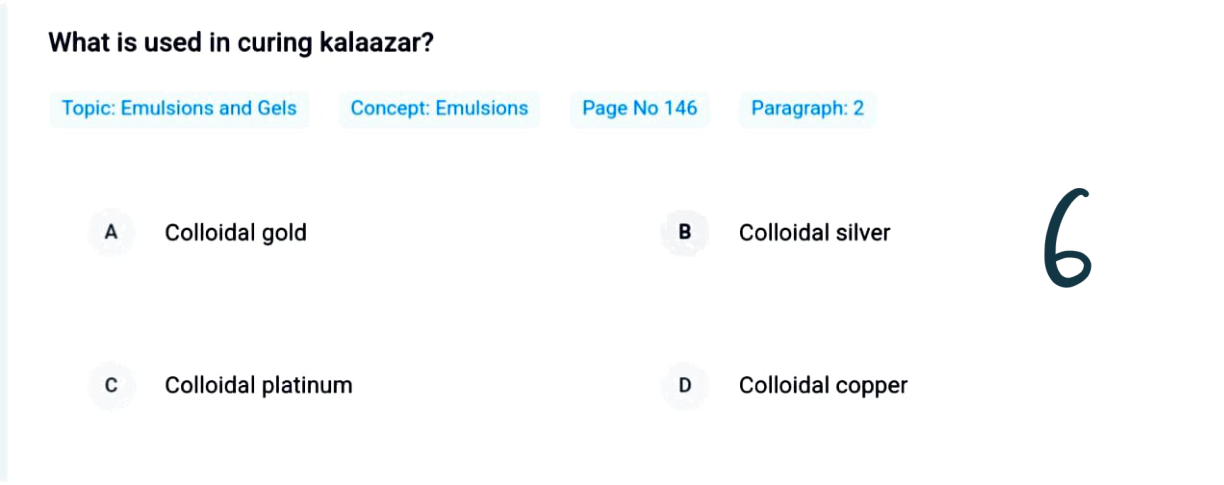 What is used in curing kalaazar?
Topic: Emulsions and Gels Concept: Emulsions Page No 146 Paragraph: 2
A Colloidal gold B Colloidal silver
6
C Colloidal platinum D Colloidal copper